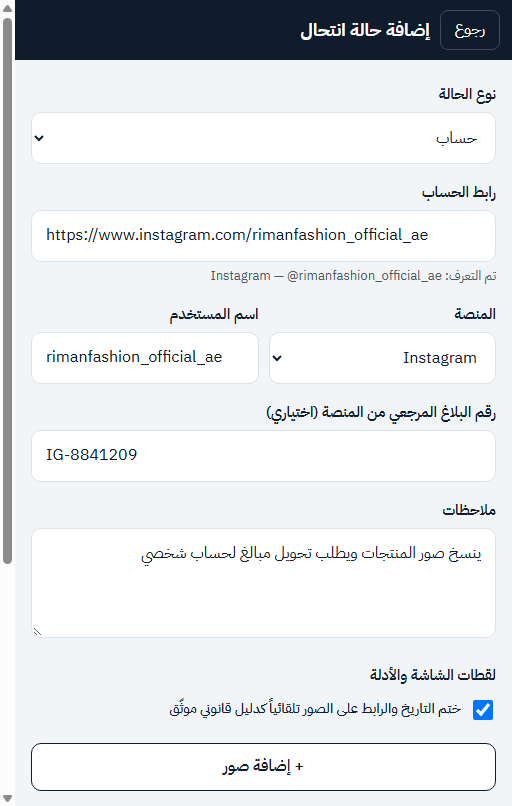 رجوع
إضافة حالة انتحال
نوع الحالة
حساب
رابط الحساب
https://www.instagram.com/rimanfashion_official_ae
تم التعرف: Instagram — @rimanfashion_official_ae
المنصة
اسم المستخدم
Instagram
rimanfashion_official_ae
رقم البلاغ المرجعي من المنصة (اختياري)
IG-8841209
ملاحظات
ينسخ صور المنتجات ويطلب تحويل مبالغ لحساب شخصي
لقطات الشاشة والأدلة
ختم التاريخ والرابط على الصور تلقائياً كدليل قانوني موثّق
+ إضافة صور